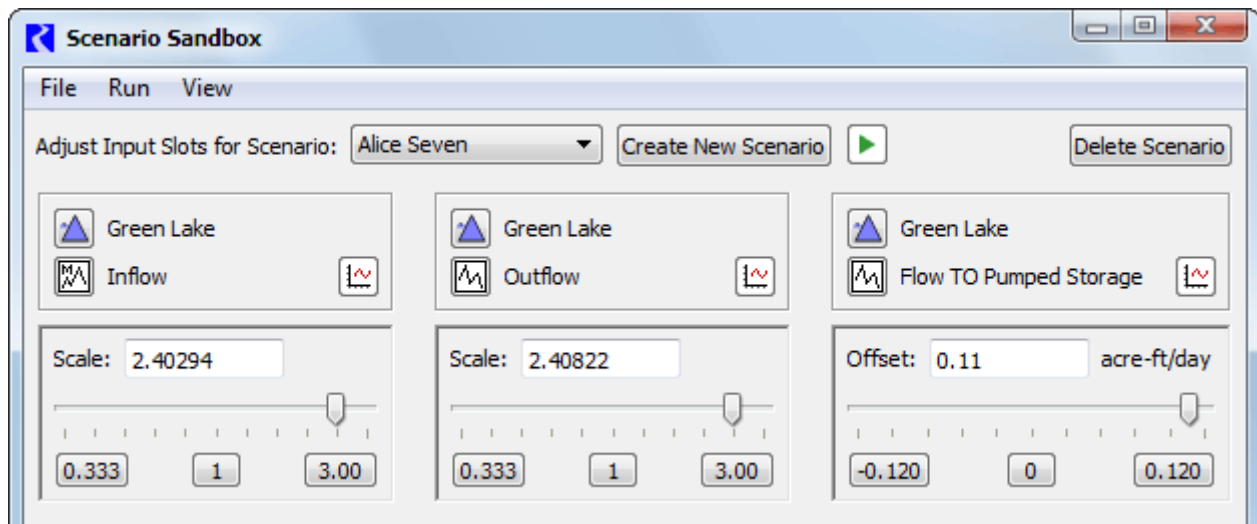 Scenario Sandbox
File Run View
Adjust Input Slots for Scenario: Alice Seven Create New Scenario Delete Scenario
Green Lake Green Lake Green Lake
Inflow Outflow Flow TO Pumped Storage
Scale: 2.40294 Scale: 2.40822 Offset: 0.11 acre-ft/day
0.333 1 3.00 0.333 1 3.00 -0.120 0 0.120